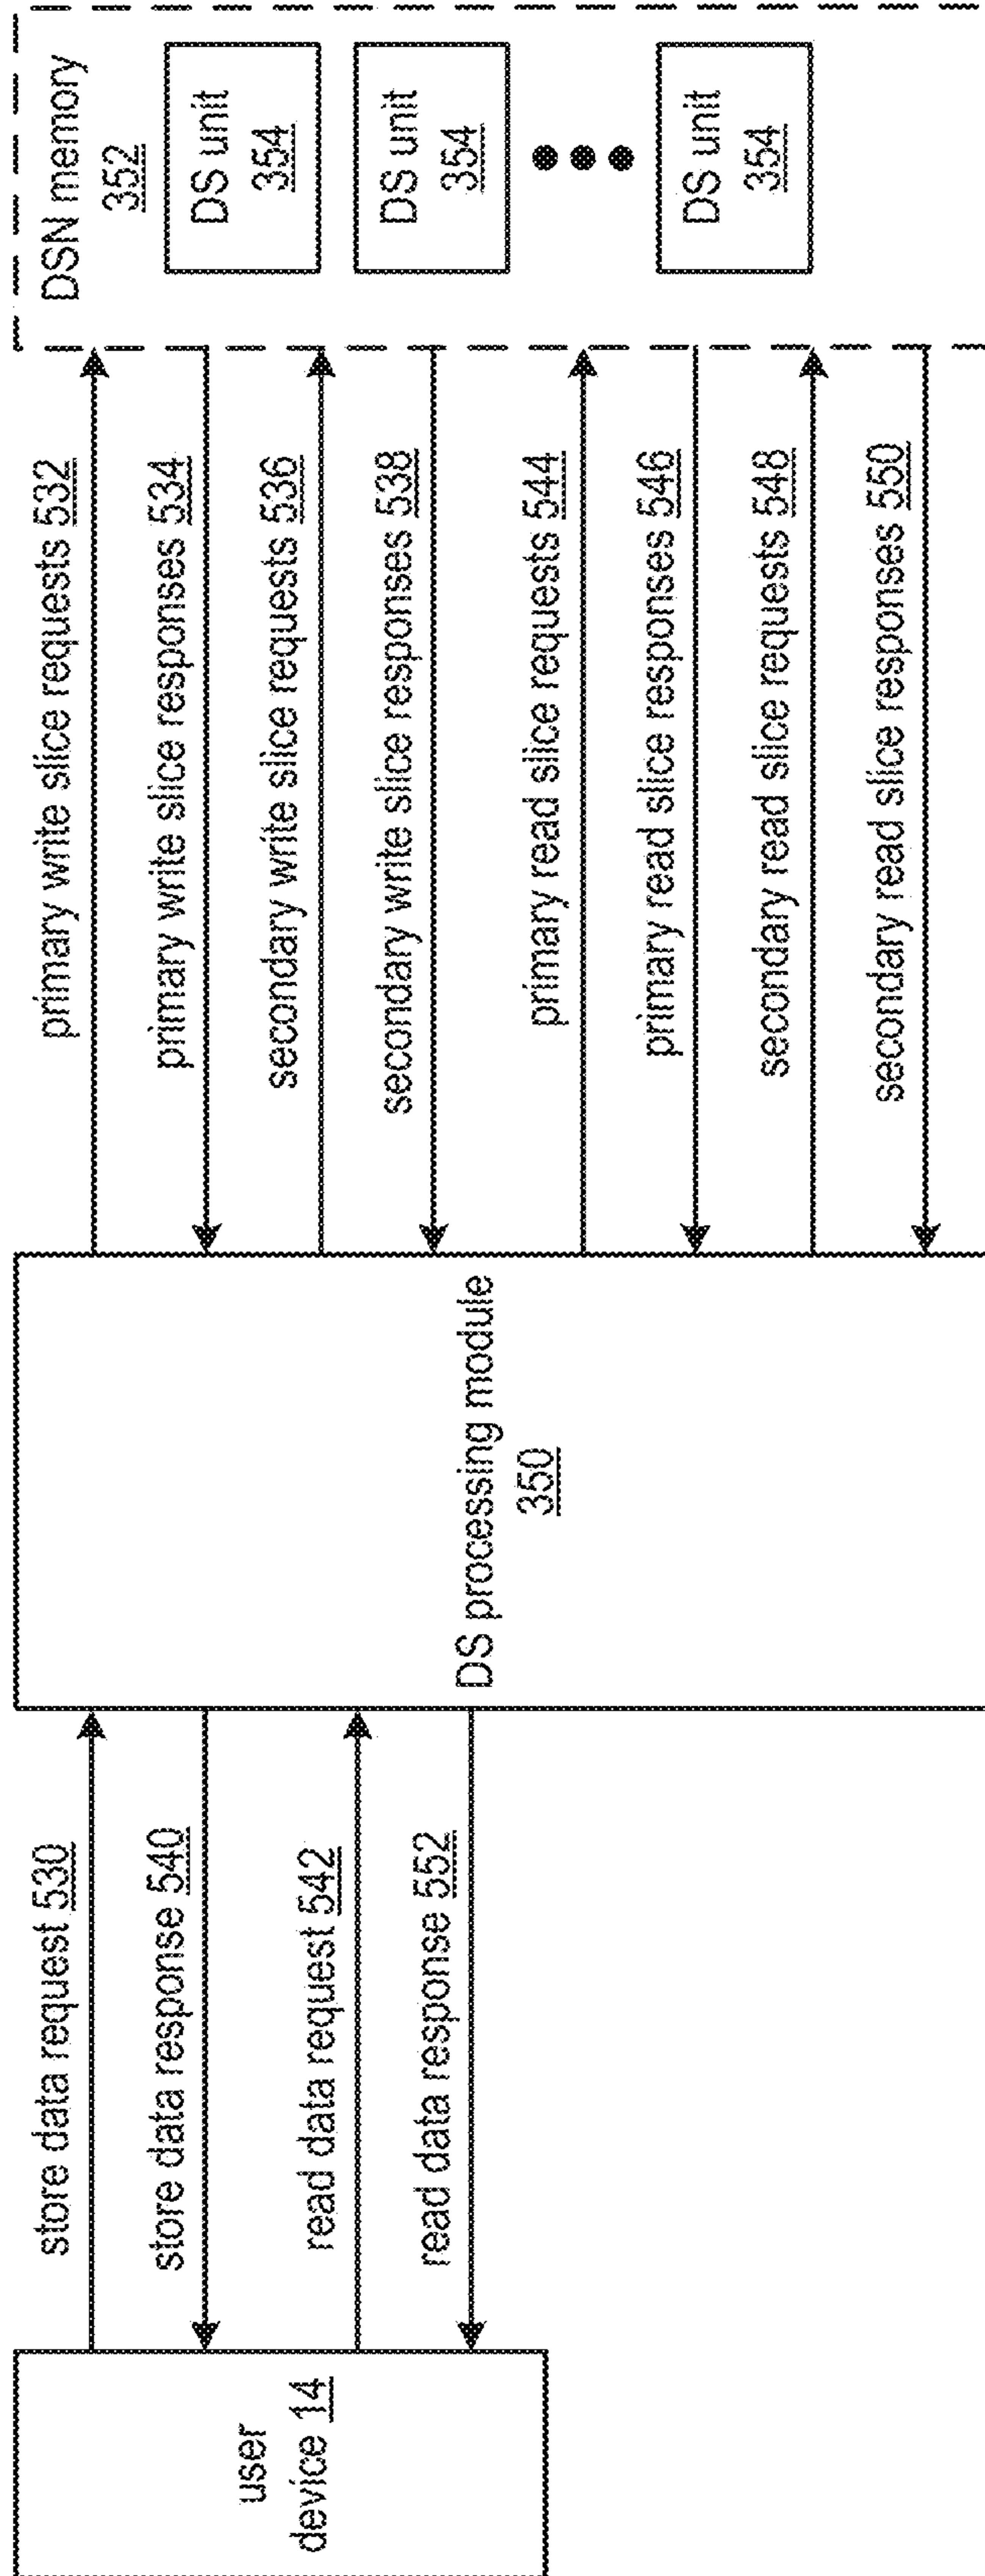 user
device 14
store data request 530
store data response 540
read data request 542
read data response 552
DS processing module
350
primary write slice requests 532
primary write slice responses 534
secondary write slice requests 536
secondary write slice responses 538
primary read slice requests 544
primary read slice responses 546
secondary read slice requests 548
secondary read slice responses 550
DSN memory
352
DS unit
354
DS unit
354
DS unit
354